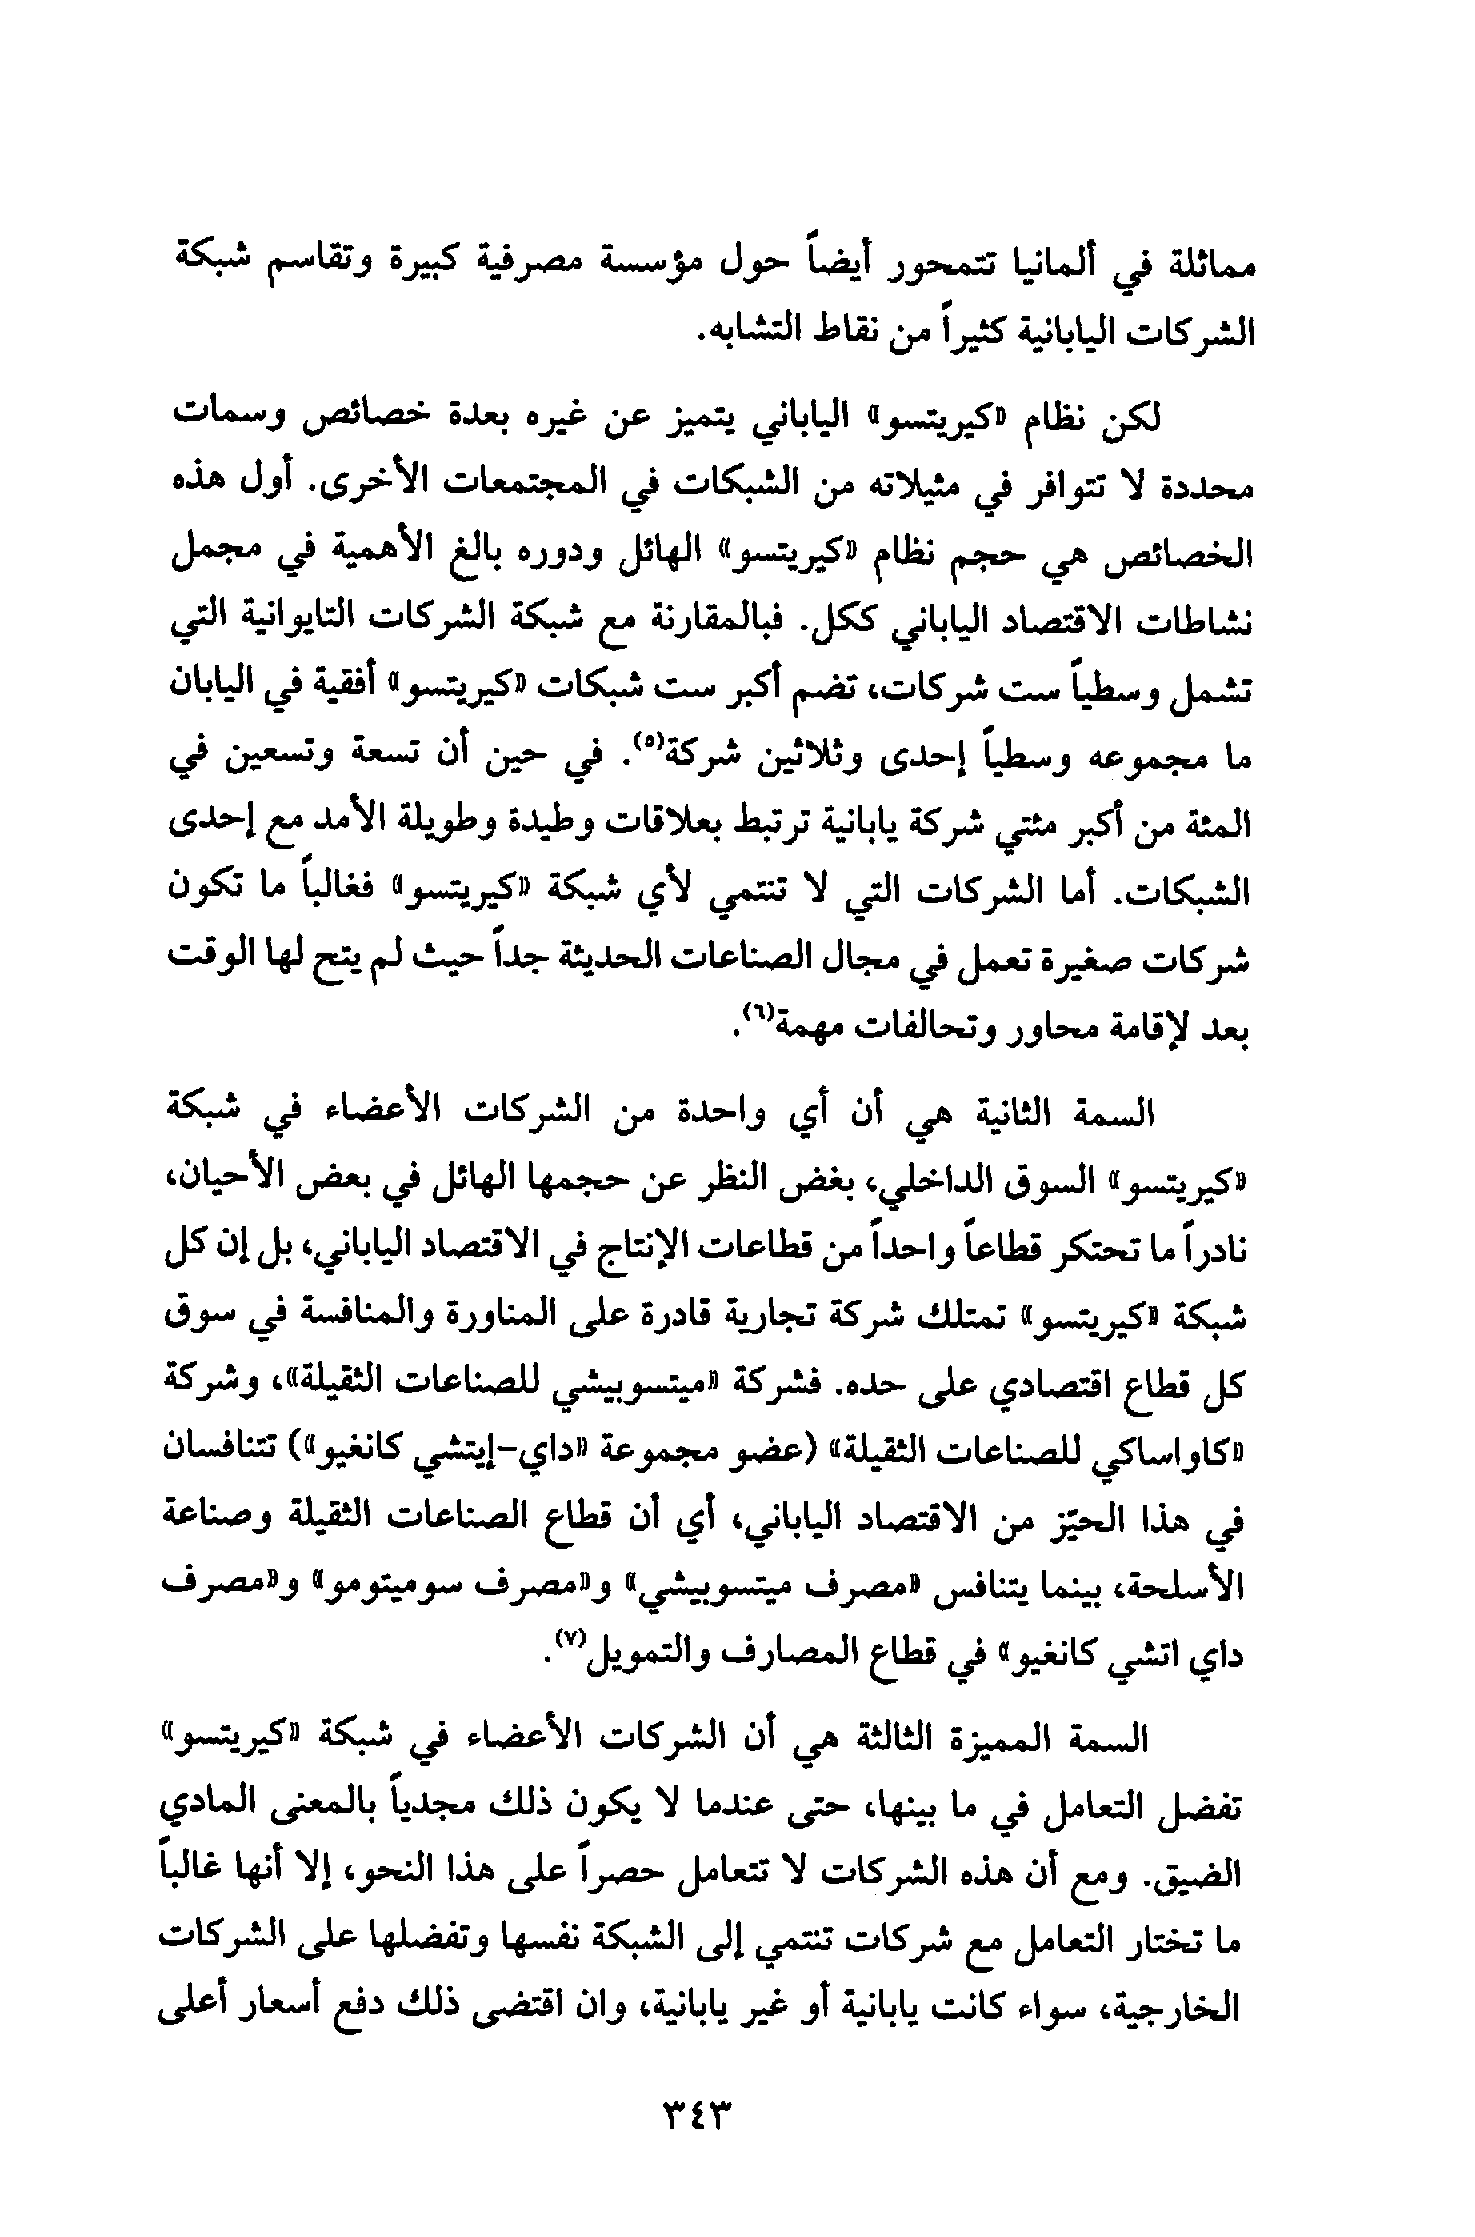 مماثلة في ألمانيا تتمحور أيضاً حول مؤسسة مصرفية كبيرة وتقاسم شبكة
الشركات اليابانية كثيراً من نقاط التشابه.
لكن نظام «كيريتسو» الياباني يتميز عن غيره بعدة خصائص وسمات
محددة لا تتوافر في مثيلاته من الشبكات في المجتمعات الأخرى. أول هذه
الخصائص هي حجم نظام «كيريتسو» الهائل ودوره بالغ الأهمية في مجمل
نشاطات الاقتصاد الياباني ككل. فبالمقارنة مع شبكة الشركات التايوانية التي
تشمل وسطياً ست شركات، تضم أكبر ست شبكات «كيريتسو» أفقية في اليابان
ما مجموعه وسطياً إحدى وثلاثين شركة(٥). في حين أن تسعة وتسعين في
المئة من أكبر مئتي شركة يابانية ترتبط بعلاقات وطيدة وطويلة الأمد مع إحدى
الشبكات. أما الشركات التي لا تنتمي لأي شبكة «كيريتسو» فغالباً ما تكون
شركات صغيرة تعمل في مجال الصناعات الحديثة جداً حيث لم يتح لها الوقت
بعد لإقامة محاور وتحالفات مهمة(٦).
السمة الثانية هي أن أي واحدة من الشركات الأعضاء في شبكة
«كيريتسو» السوق الداخلي، بغض النظر عن حجمها الهائل في بعض الأحيان،
نادراً ما تحتكر قطاعاً واحداً من قطاعات الإنتاج في الاقتصاد الياباني، بل إن كل
شبكة «كيريتسو» تمتلك شركة تجارية قادرة على المناورة والمنافسة في سوق
كل قطاع اقتصادي على حده. فشركة «ميتسوبيشي للصناعات الثقيلة»، وشركة
«كاواساكي للصناعات الثقيلة» (عضو مجموعة «داي-إيتشي كانغيو») تتنافسان
في هذا الحيّز من الاقتصاد الياباني، أي أن قطاع الصناعات الثقيلة وصناعة
الأسلحة، بينما يتنافس «مصرف ميتسوبيشي» و«مصرف سوميتومو» و«مصرف
داي اتشي كانغيو» في قطاع المصارف والتمويل(٧).
السمة المميزة الثالثة هي أن الشركات الأعضاء في شبكة «كيريتسو»
تفضل التعامل في ما بينها، حتى عندما لا يكون ذلك مجدياً بالمعنى المادي
الضيق. ومع أن هذه الشركات لا تتعامل حصراً على هذا النحو، إلا أنها غالباً
ما تختار التعامل مع شركات تنتمي إلى الشبكة نفسها وتفضلها على الشركات
الخارجية، سواء كانت يابانية أو غير يابانية، وان اقتضى ذلك دفع أسعار أعلى
٣٤٣